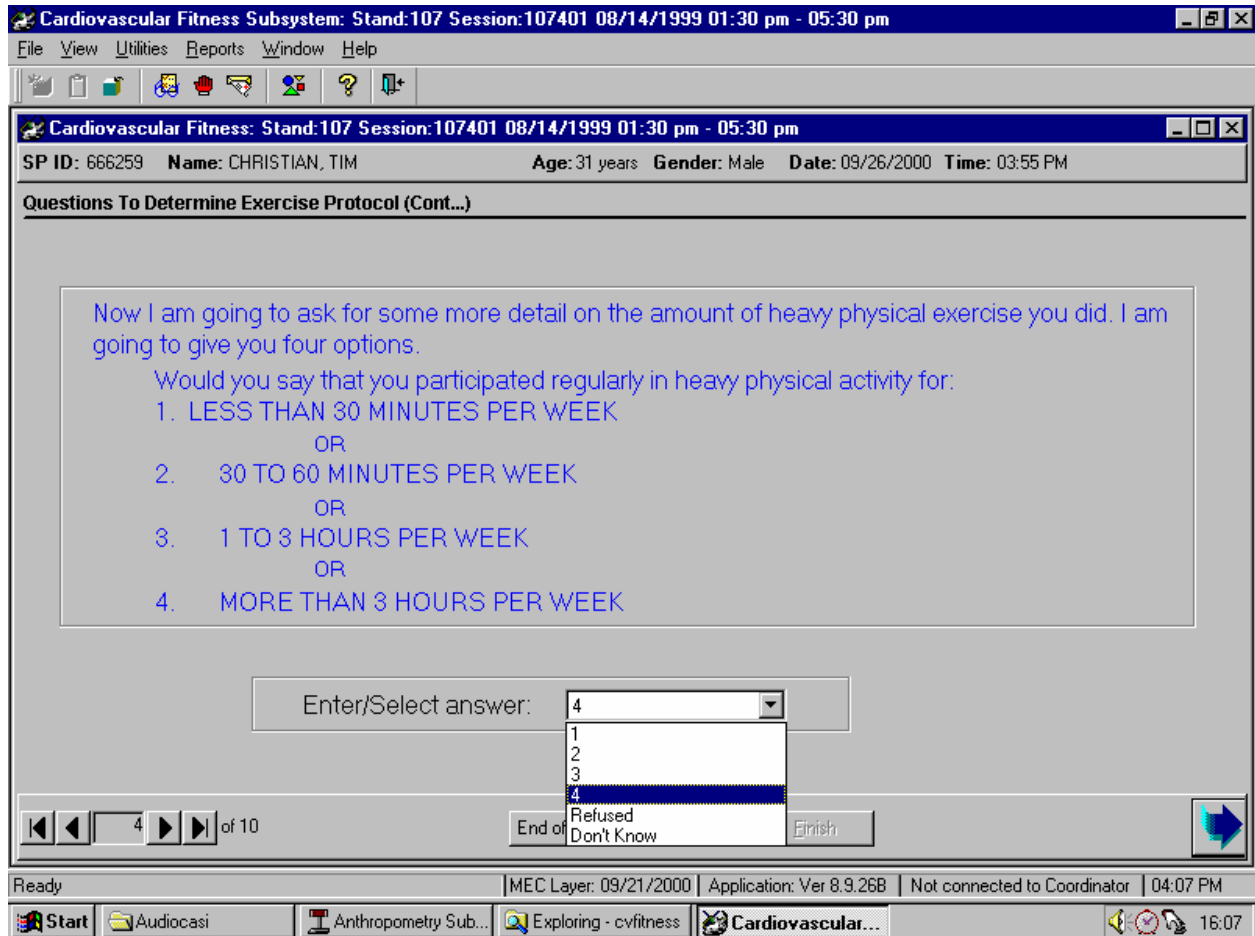 Cardiovascular Fitness Subsystem: Stand:107 Session:107401 08/14/1999 01:30 pm - 05:30 pm
File View Utilities Reports Window Help
Cardiovascular Fitness: Stand:107 Session:107401 08/14/1999 01:30 pm - 05:30 pm
SP ID: 666259 Name: CHRISTIAN, TIM Age: 31 years Gender: Male Date: 09/26/2000 Time: 03:55 PM
Questions To Determine Exercise Protocol (Cont...)
Now I am going to ask for some more detail on the amount of heavy physical exercise you did. I am
going to give you four options.
Would you say that you participated regularly in heavy physical activity for:
1. LESS THAN 30 MINUTES PER WEEK
OR
2. 30 TO 60 MINUTES PER WEEK
OR
3. 1 TO 3 HOURS PER WEEK
OR
4. MORE THAN 3 HOURS PER WEEK
Enter/Select answer: 4
1
2
3
4
Refused
Don't Know
4 of 10 End of Finish
Ready MEC Layer: 09/21/2000 Application: Ver 8.9.26B Not connected to Coordinator 04:07 PM
Start Audiocasi Anthropometry Sub... Exploring - cvfitness Cardiovascular... 16:07